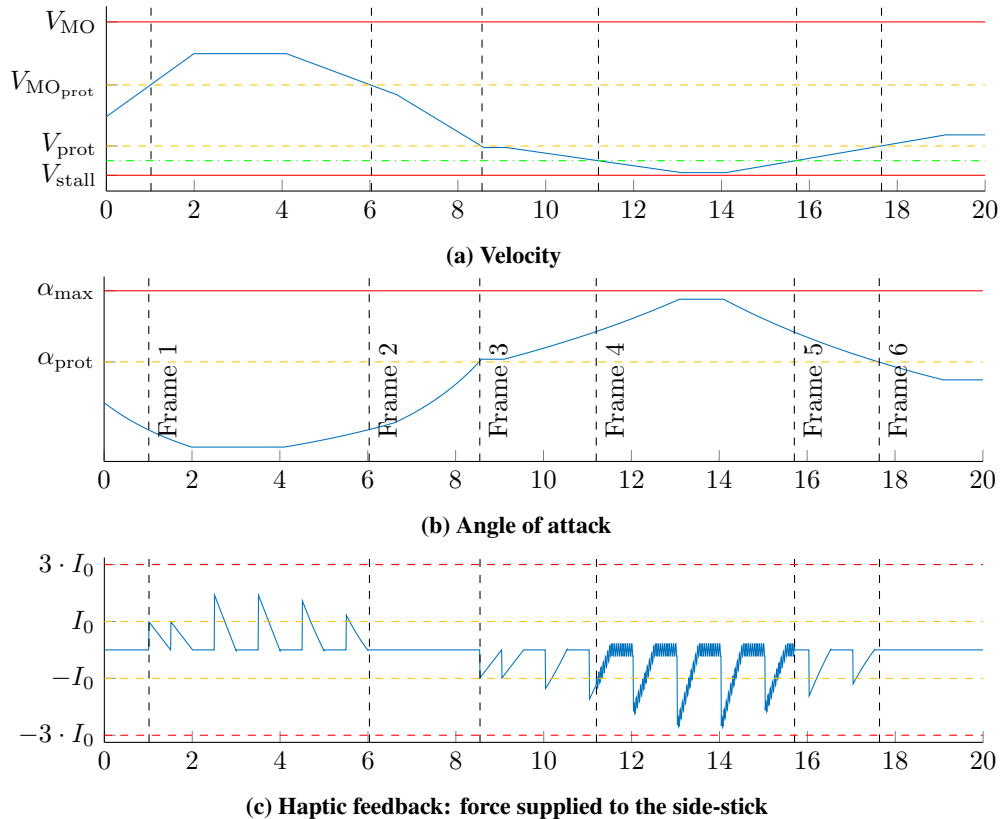 V_MO
V_MO_prot
V_prot
V_stall
0 2 4 6 8 10 12 14 16 18 20
(a) Velocity
α_max
α_prot
Frame 1
Frame 2
Frame 3
Frame 4
Frame 5
Frame 6
0 2 4 6 8 10 12 14 16 18 20
(b) Angle of attack
3 · I_0
I_0
−I_0
−3 · I_0
0 2 4 6 8 10 12 14 16 18 20
(c) Haptic feedback: force supplied to the side-stick